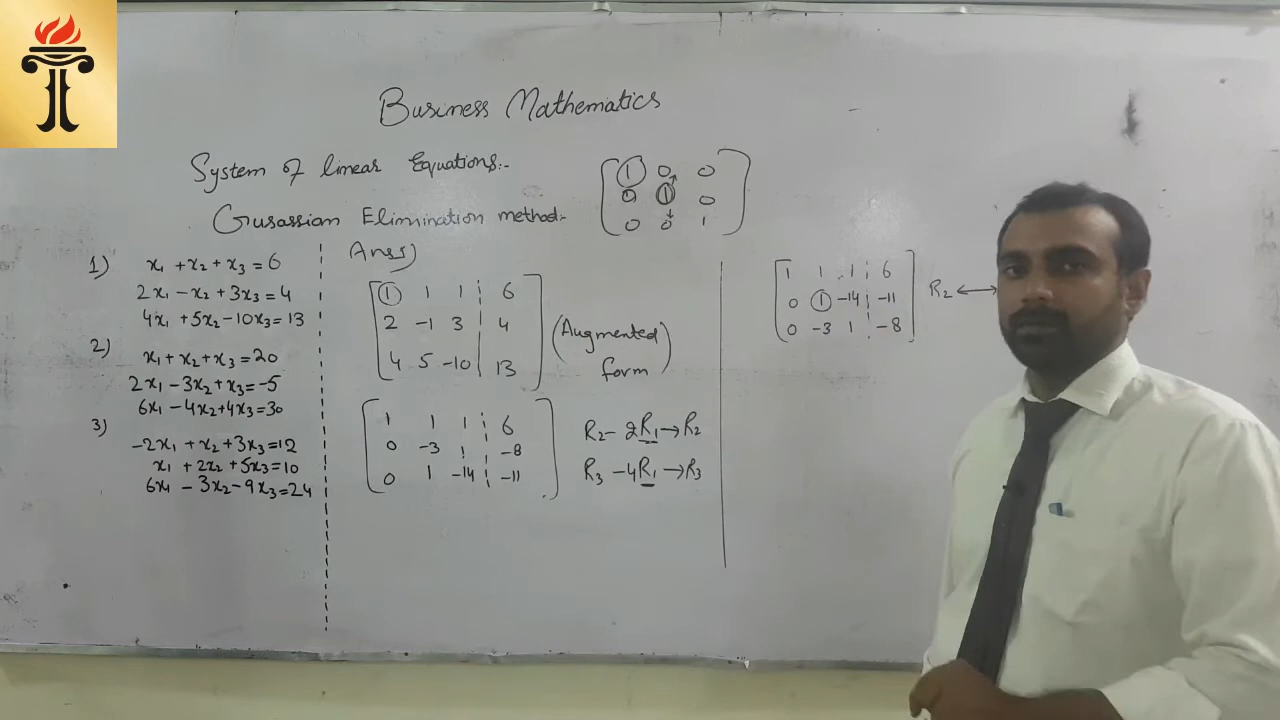 Business Mathematics
System of linear Equations:-
Gusassian Elimination method:-
1 0 0
0 1 0
0 0 1
1) x₁ + x₂ + x₃ = 6
2x₁ - x₂ + 3x₃ = 4
4x₁ + 5x₂ - 10x₃ = 13
2) x₁ + x₂ + x₃ = 20
2x₁ - 3x₂ + x₃ = -5
6x₁ - 4x₂ + 4x₃ = 30
3) -2x₁ + x₂ + 3x₃ = 12
x₁ + 2x₂ + 5x₃ = 10
6x₁ - 3x₂ - 9x₃ = 24
Ans)
1 1 1 6
2 -1 3 4
4 5 -10 13
(Augmented form)
1 1 1 6
0 -3 1 -8
0 1 -14 -11
R₂ - 2R₁ → R₂
R₃ - 4R₁ → R₃
1 1 1 6
0 1 -14 -11
0 -3 1 -8
R₂ ↔